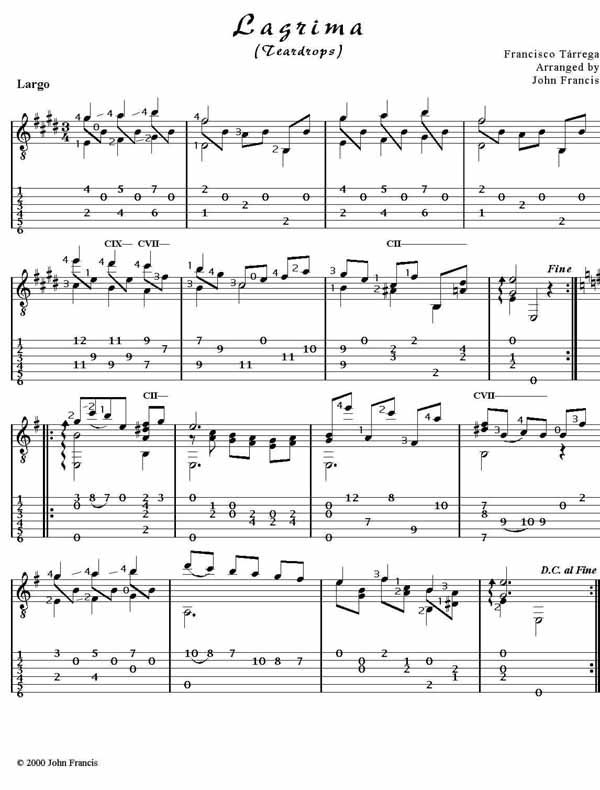 Lagrima
(Teardrops)
Francisco Tárrega
Arranged by
John Francis
Largo
CIX CVII CII
Fine
CII CVII
D.C. al Fine
© 2000 John Francis